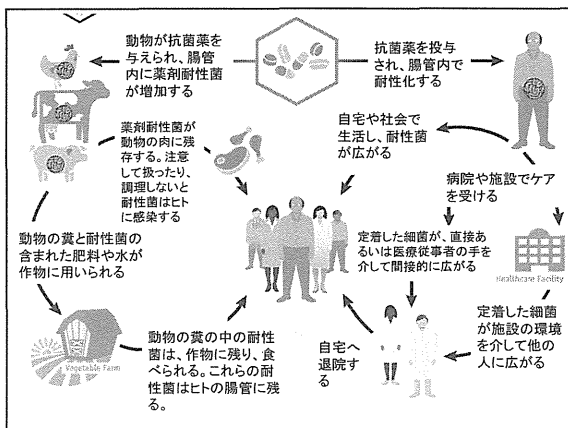 動物が抗菌薬を
与えられ、腸管
内に薬剤耐性菌
が増加する
抗菌薬を投与
され、腸管内で
耐性化する
薬剤耐性菌が
動物の肉に残
存する。注意
して扱ったり、
調理しないと
耐性菌はヒト
に感染する
自宅や社会で
生活し、耐性菌
が広がる
病院や施設でケア
を受ける
動物の糞と耐性菌の
含まれた肥料や水が
作物に用いられる
定着した細菌が、直接あ
るいは医療従事者の手を
介して間接的に広がる
Healthcare Facility
定着した細菌
が施設の環境
を介して他の
人に広がる
Vegetable Farm
動物の糞の中の耐性
菌は、作物に残り、食
べられる。これらの耐
性菌はヒトの腸管に残
る。
自宅へ
退院す
る